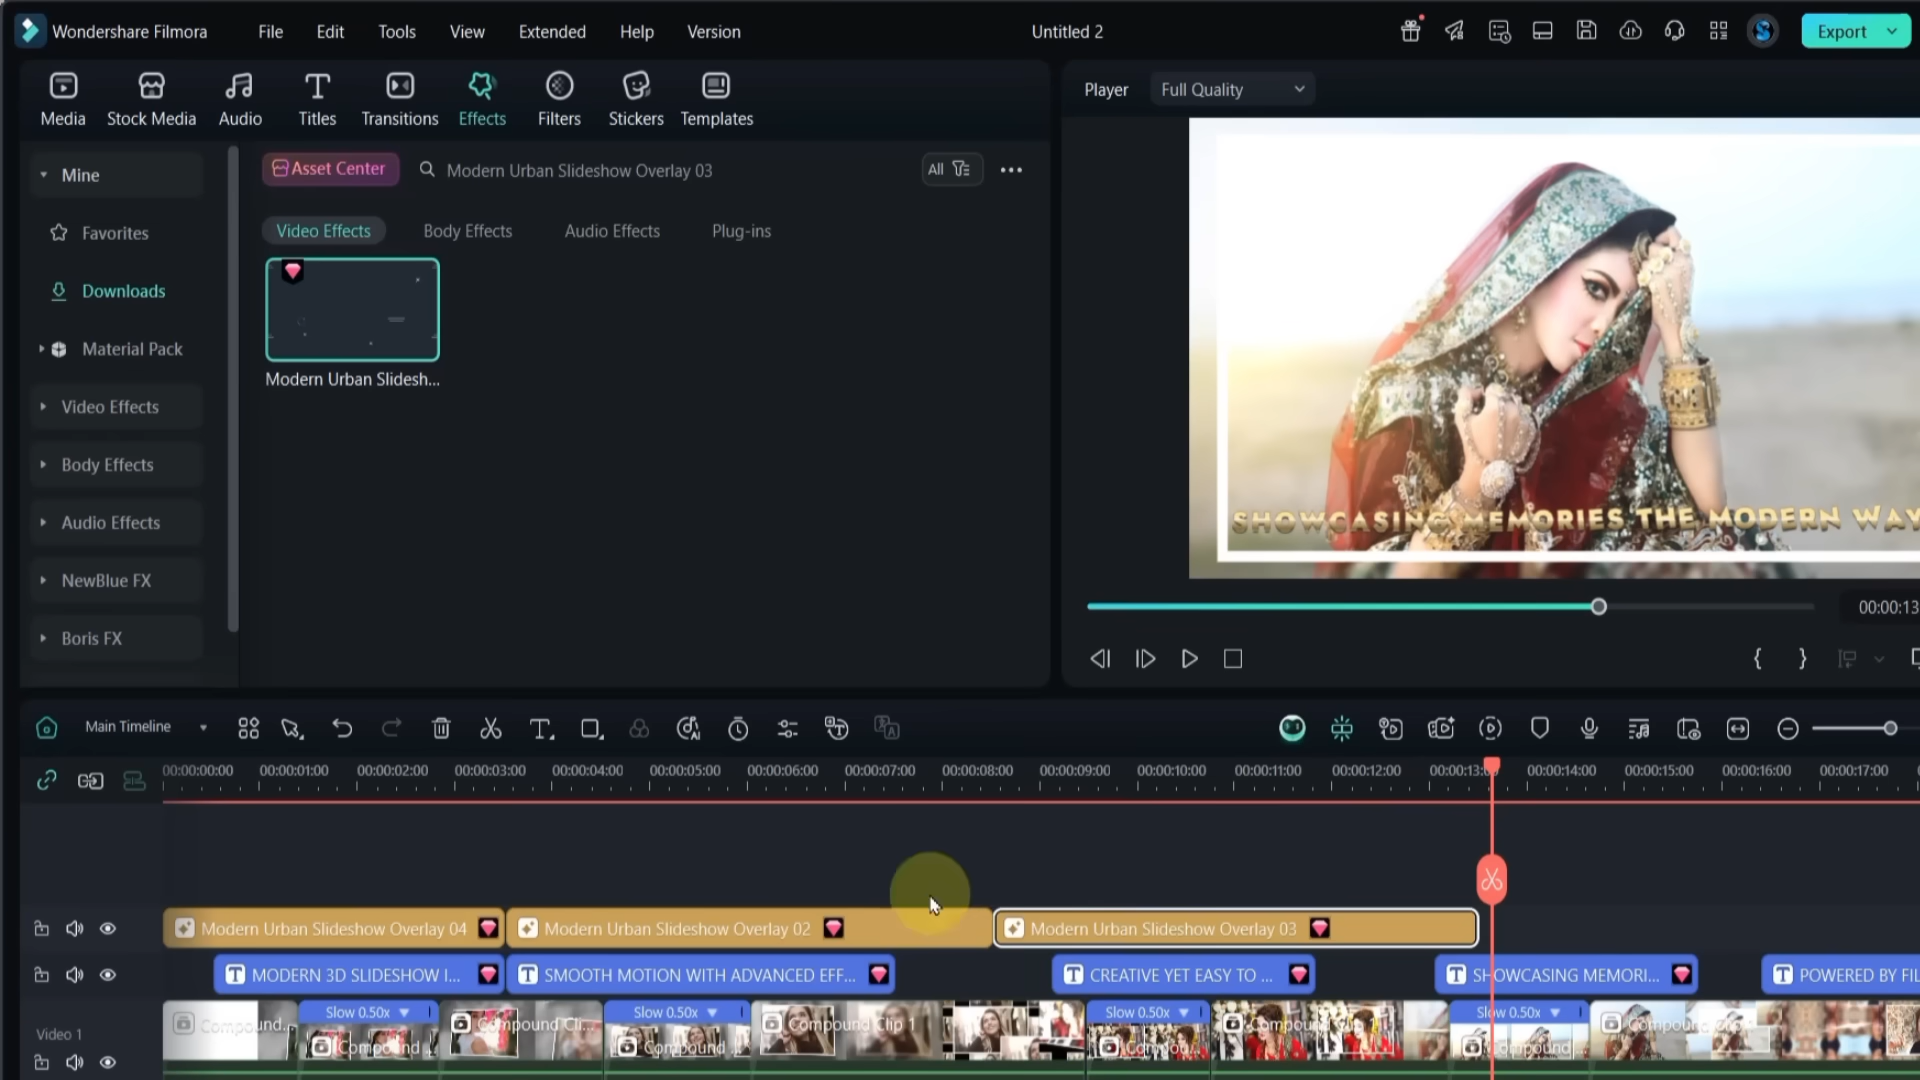 Wondershare Filmora
File
Edit
Tools
View
Extended
Help
Version
Untitled 2
Export
Media
Stock Media
Audio
Titles
Transitions
Effects
Filters
Stickers
Templates
Player
Full Quality
Mine
Favorites
Downloads
Material Pack
Video Effects
Body Effects
Audio Effects
NewBlue FX
Boris FX
Asset Center
Modern Urban Slideshow Overlay 03
All
Video Effects
Body Effects
Audio Effects
Plug-ins
Modern Urban Slidesh...
SHOWCASING MEMORIES THE MODERN WAY
00:00:13
Main Timeline
00:00:00:00
00:00:01:00
00:00:02:00
00:00:03:00
00:00:04:00
00:00:05:00
00:00:06:00
00:00:07:00
00:00:08:00
00:00:09:00
00:00:10:00
00:00:11:00
00:00:12:00
00:00:13:0
00:00:14:00
00:00:15:00
00:00:16:00
00:00:17:00
Modern Urban Slideshow Overlay 04
Modern Urban Slideshow Overlay 02
Modern Urban Slideshow Overlay 03
MODERN 3D SLIDESHOW I...
SMOOTH MOTION WITH ADVANCED EFF...
CREATIVE YET EASY TO ...
SHOWCASING MEMORI...
POWERED BY FIL
Video 1
Slow 0.50x
Slow 0.50x
Slow 0.50x
Slow 0.50x
Compound...
Compound ...
Compound Cli...
Compound ...
Compound Clip 1